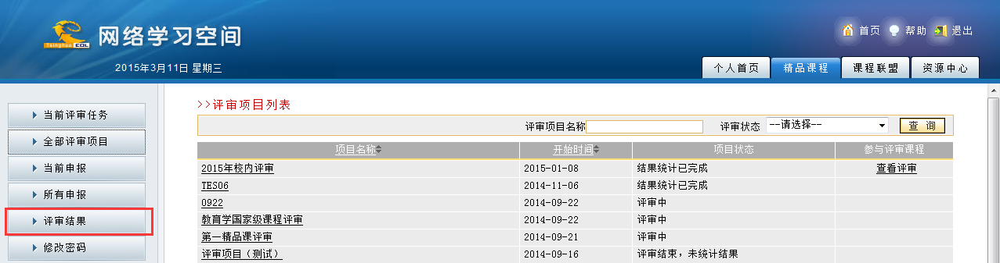 网络学习空间
Tsinghua EOL
首页 帮助 退出
2015年3月11日 星期三
个人首页 精品课程 课程联盟 资源中心
当前评审任务
全部评审项目
当前申报
所有申报
评审结果
修改密码
>>评审项目列表
评审项目名称 评审状态 --请选择-- 查 询
项目名称 开始时间 项目状态 参与评审课程
2015年校内评审 2015-01-08 结果统计已完成 查看评审
TES06 2014-11-06 结果统计已完成
0922 2014-09-22 评审中
教育学国家级课程评审 2014-09-22 评审中
第一精品课评审 2014-09-21 评审中
评审项目（测试） 2014-09-16 评审结束，未统计结果